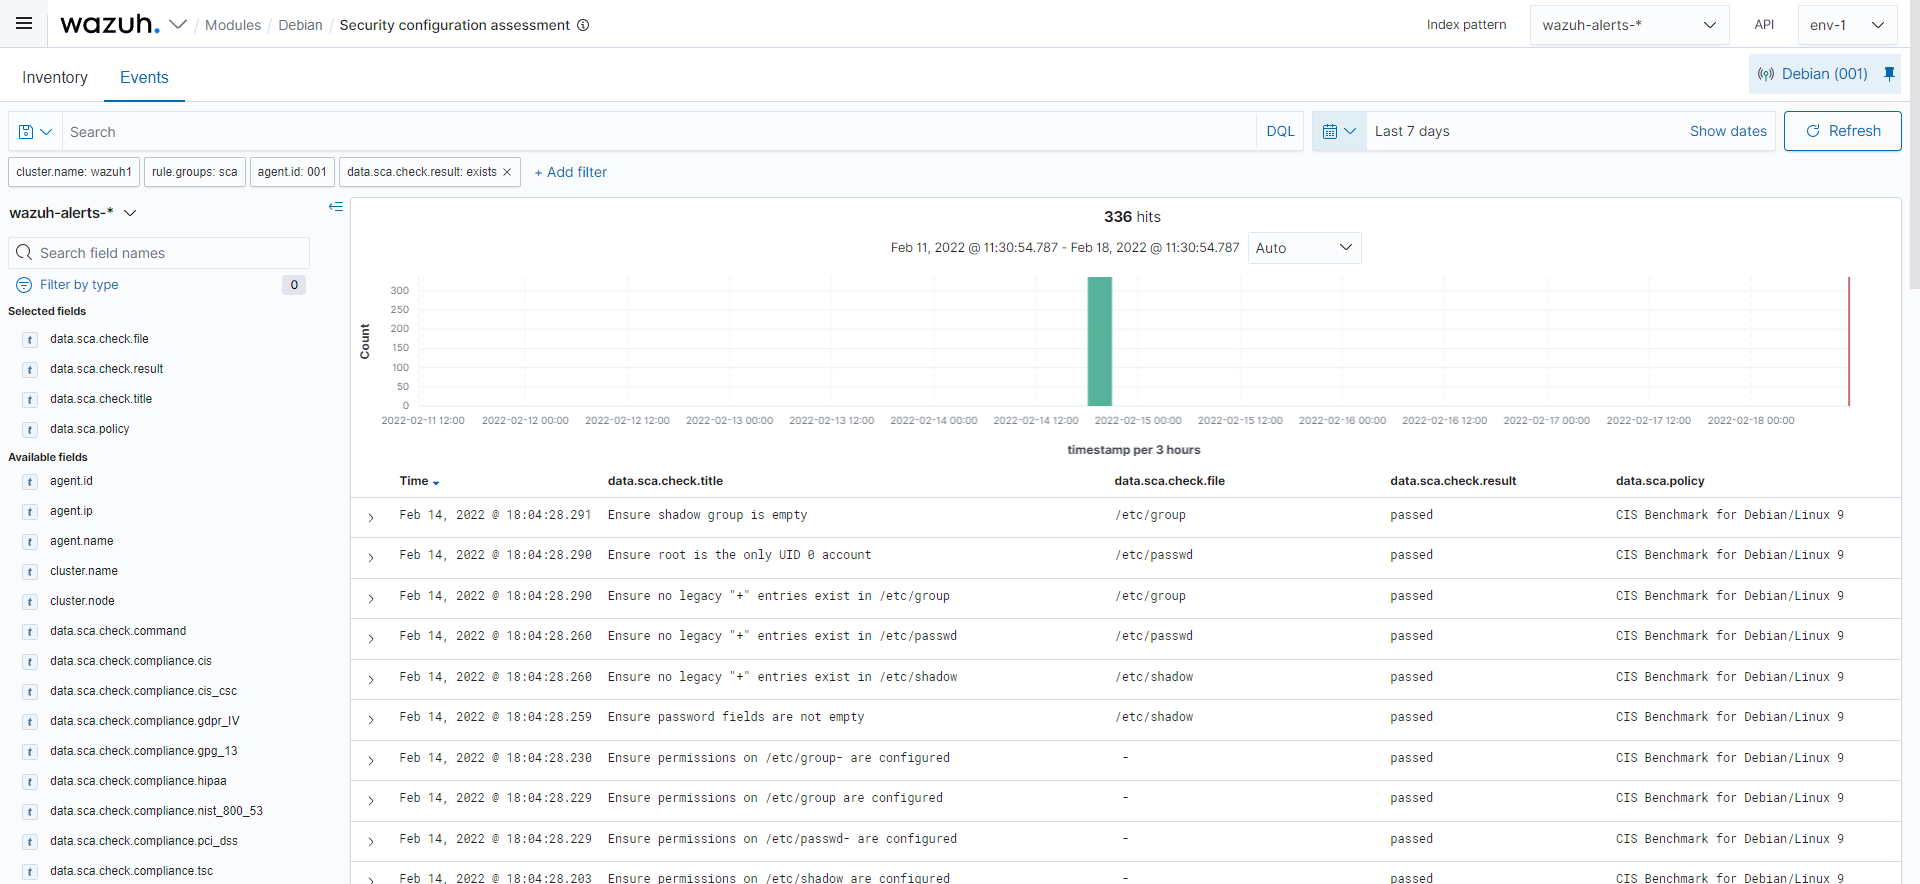 wazuh. / Modules / Debian / Security configuration assessment
Index pattern wazuh-alerts-* API env-1
Inventory Events
Debian (001)
Search DQL Last 7 days Show dates Refresh
cluster.name: wazuh1 rule.groups: sca agent.id: 001 data.sca.check.result: exists × + Add filter
wazuh-alerts-*
Search field names
Filter by type 0
Selected fields
t data.sca.check.file
t data.sca.check.result
t data.sca.check.title
t data.sca.policy
Available fields
t agent.id
t agent.ip
t agent.name
t cluster.name
t cluster.node
t data.sca.check.command
t data.sca.check.compliance.cis
t data.sca.check.compliance.cis_csc
t data.sca.check.compliance.gdpr_IV
t data.sca.check.compliance.gpg_13
t data.sca.check.compliance.hipaa
t data.sca.check.compliance.nist_800_53
t data.sca.check.compliance.pci_dss
t data.sca.check.compliance.tsc
336 hits
Feb 11, 2022 @ 11:30:54.787 - Feb 18, 2022 @ 11:30:54.787 Auto
Count
300
250
200
150
100
50
0
2022-02-11 12:00 2022-02-12 00:00 2022-02-12 12:00 2022-02-13 00:00 2022-02-13 12:00 2022-02-14 00:00 2022-02-14 12:00 2022-02-15 00:00 2022-02-15 12:00 2022-02-16 00:00 2022-02-16 12:00 2022-02-17 00:00 2022-02-17 12:00 2022-02-18 00:00
timestamp per 3 hours
Time data.sca.check.title data.sca.check.file data.sca.check.result data.sca.policy
Feb 14, 2022 @ 18:04:28.291 Ensure shadow group is empty /etc/group passed CIS Benchmark for Debian/Linux 9
Feb 14, 2022 @ 18:04:28.290 Ensure root is the only UID 0 account /etc/passwd passed CIS Benchmark for Debian/Linux 9
Feb 14, 2022 @ 18:04:28.290 Ensure no legacy "+" entries exist in /etc/group /etc/group passed CIS Benchmark for Debian/Linux 9
Feb 14, 2022 @ 18:04:28.260 Ensure no legacy "+" entries exist in /etc/passwd /etc/passwd passed CIS Benchmark for Debian/Linux 9
Feb 14, 2022 @ 18:04:28.260 Ensure no legacy "+" entries exist in /etc/shadow /etc/shadow passed CIS Benchmark for Debian/Linux 9
Feb 14, 2022 @ 18:04:28.259 Ensure password fields are not empty /etc/shadow passed CIS Benchmark for Debian/Linux 9
Feb 14, 2022 @ 18:04:28.230 Ensure permissions on /etc/group- are configured - passed CIS Benchmark for Debian/Linux 9
Feb 14, 2022 @ 18:04:28.229 Ensure permissions on /etc/group are configured - passed CIS Benchmark for Debian/Linux 9
Feb 14, 2022 @ 18:04:28.229 Ensure permissions on /etc/passwd- are configured - passed CIS Benchmark for Debian/Linux 9
Feb 14, 2022 @ 18:04:28.203 Ensure permissions on /etc/shadow are configured - passed CIS Benchmark for Debian/Linux 9